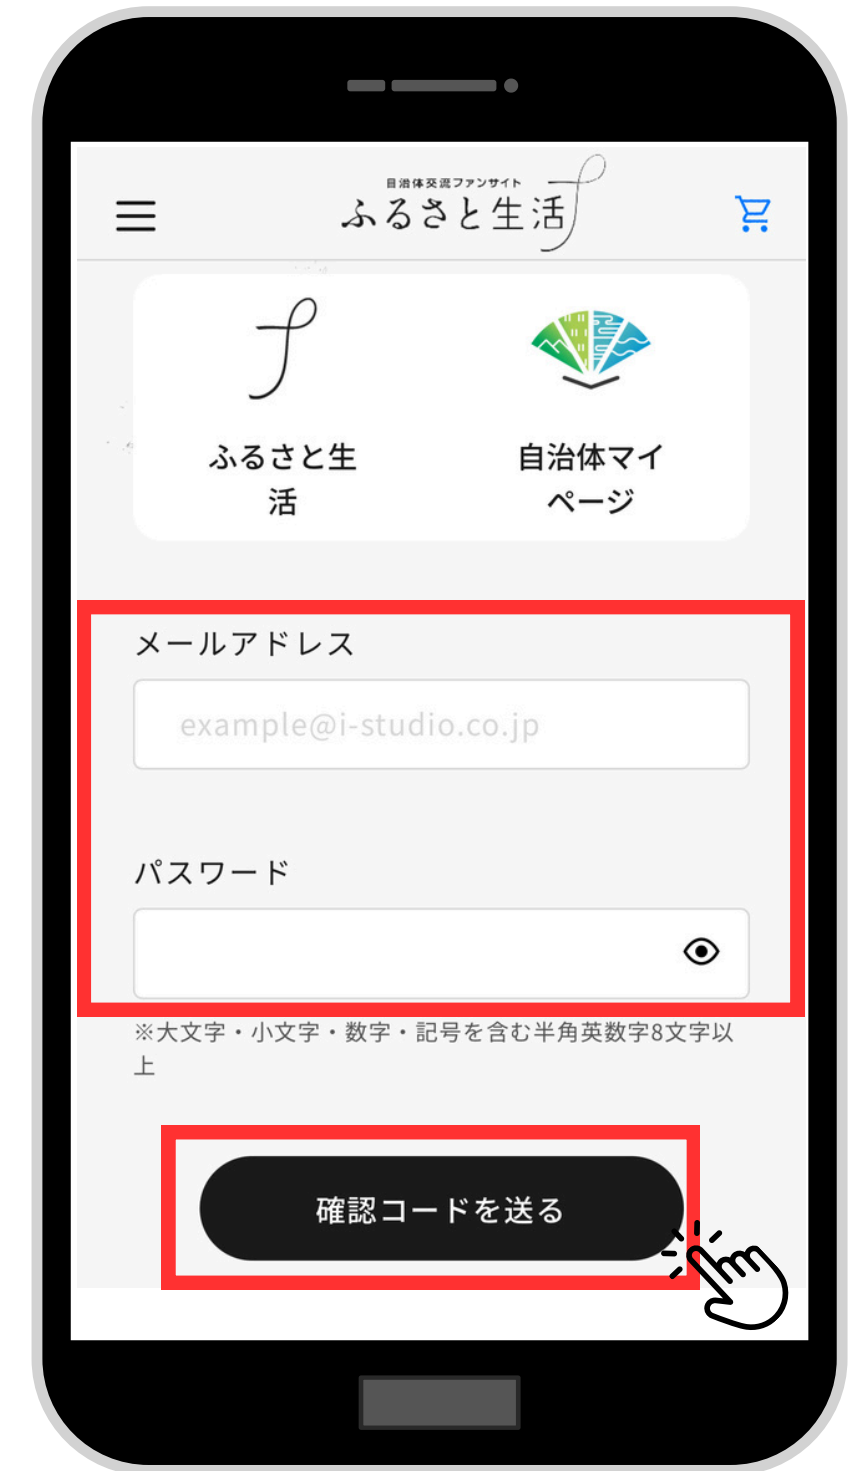 自治体交流ファンサイト
ふるさと生活
ふるさと生
活
自治体マイ
ページ
メールアドレス
example@i-studio.co.jp
パスワード
※大文字・小文字・数字・記号を含む半角英数字8文字以
上
確認コードを送る